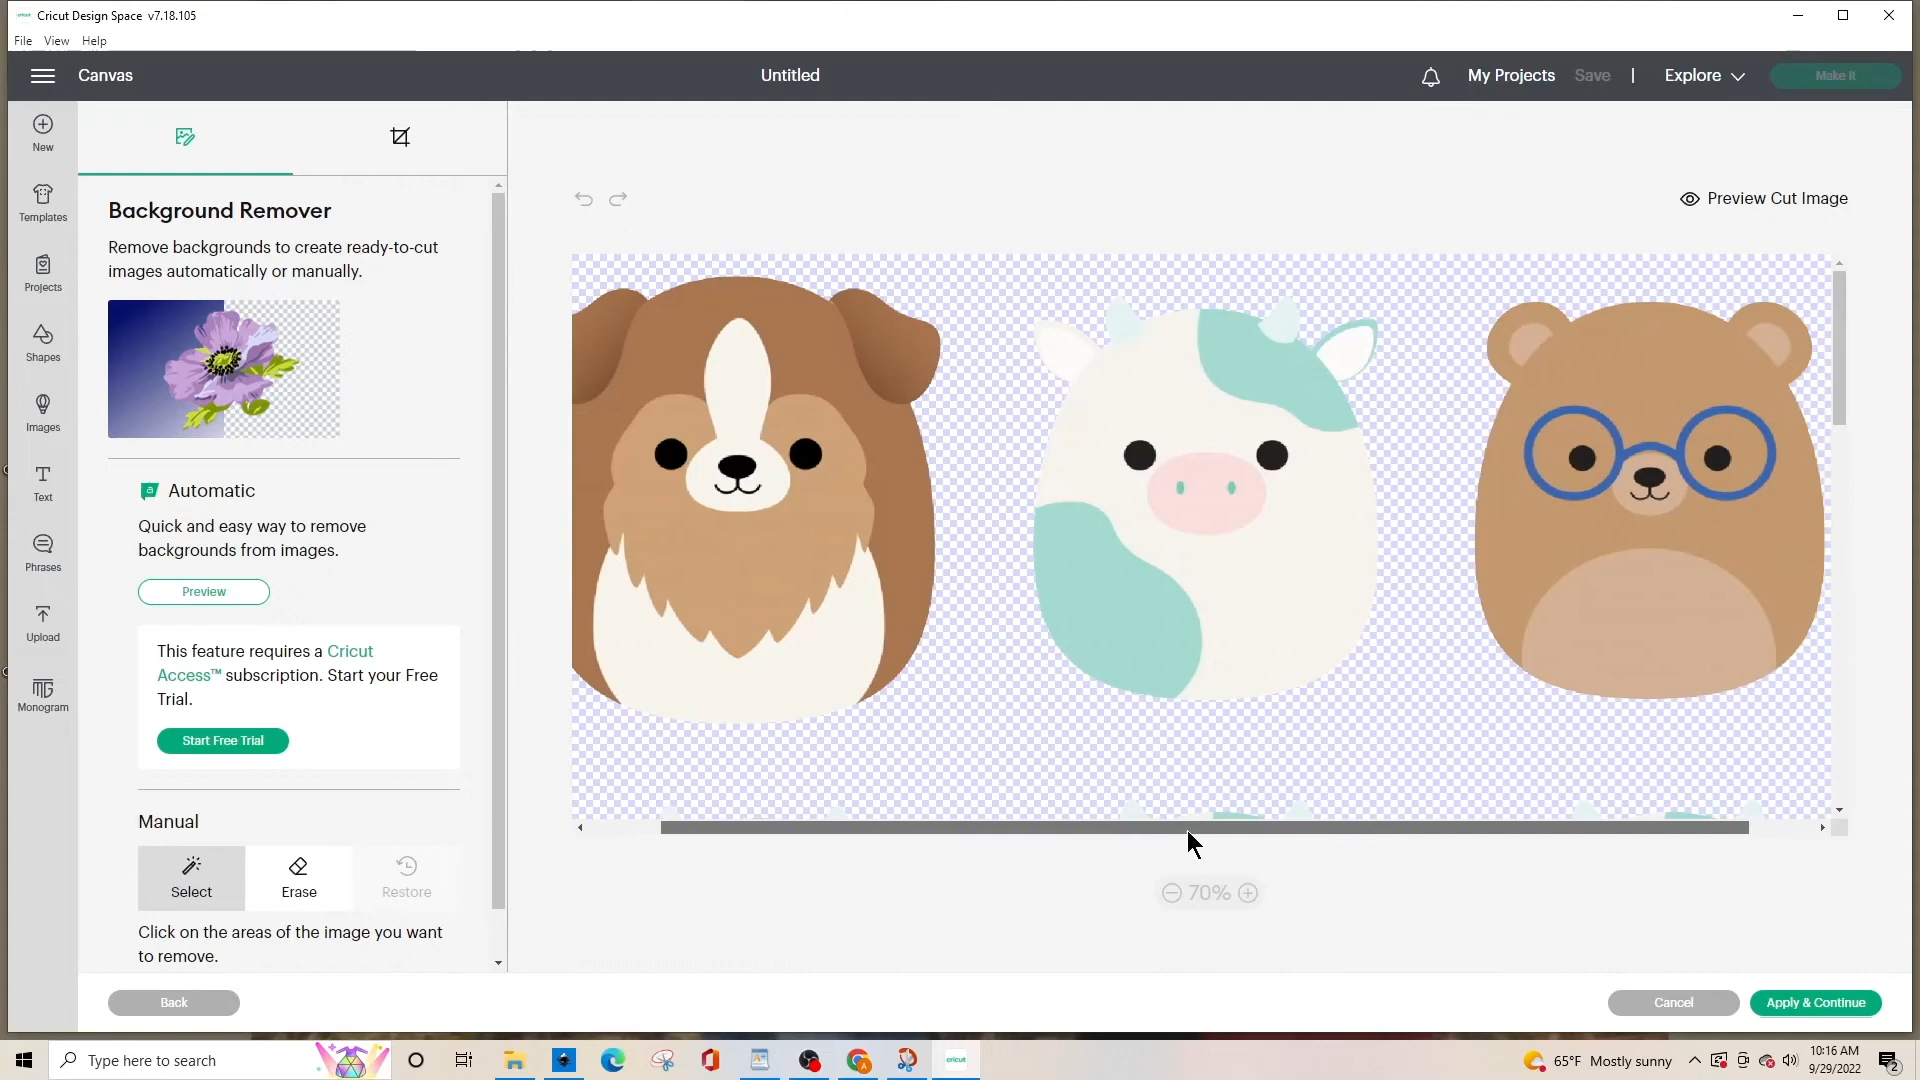 cricut Cricut Design Space v7.18.105
File View Help
Canvas
Untitled
My Projects Save | Explore Make It
New
Templates
Projects
Shapes
Images
Text
Phrases
Upload
Monogram
Background Remover
Remove backgrounds to create ready-to-cut
images automatically or manually.
a Automatic
Quick and easy way to remove
backgrounds from images.
Preview
This feature requires a Cricut
Access™ subscription. Start your Free
Trial.
Start Free Trial
Manual
Select Erase Restore
Click on the areas of the image you want
to remove.
Preview Cut Image
70%
Back
Cancel Apply & Continue
Type here to search
cricut
65°F Mostly sunny
10:16 AM
9/29/2022
2